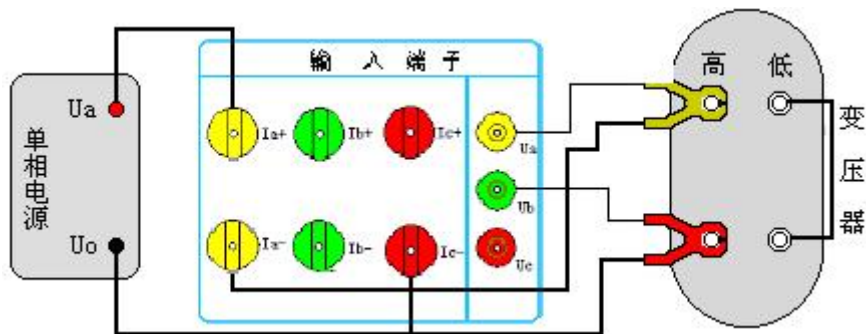 输入端子
高 低
Ua
Ia+ Ib+ Ic+
Ua
单相电源
变压器
Ub
Uo
Ia- Ib- Ic-
Uc